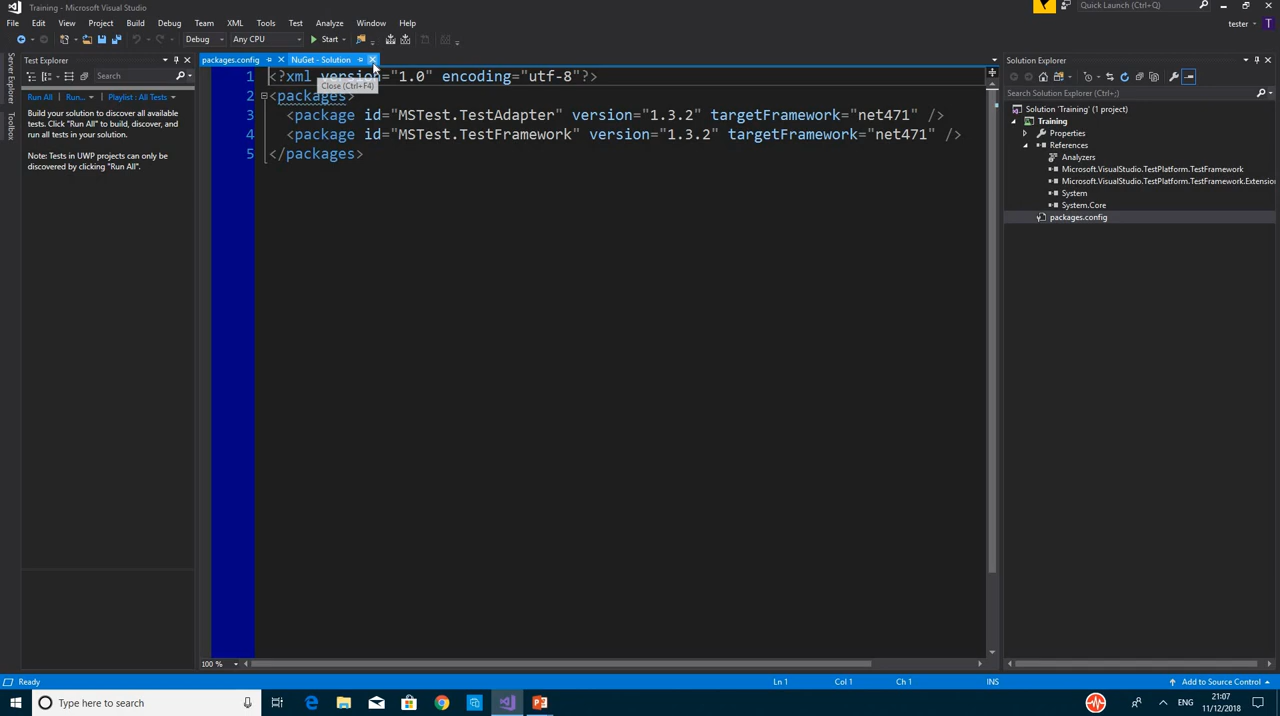 Training - Microsoft Visual Studio
Quick Launch (Ctrl+Q)
File Edit View Project Build Debug Team XML Tools Test Analyze Window Help
tester T
Debug Any CPU Start
Server Explorer
Toolbox
Test Explorer
Search
Run All Run... Playlist : All Tests
Build your solution to discover all available
tests. Click "Run All" to build, discover, and
run all tests in your solution.
Note: Tests in UWP projects can only be
discovered by clicking "Run All".
packages.config NuGet - Solution
Close (Ctrl+F4)
1 <?xml version="1.0" encoding="utf-8"?>
2 <packages>
3 <package id="MSTest.TestAdapter" version="1.3.2" targetFramework="net471" />
4 <package id="MSTest.TestFramework" version="1.3.2" targetFramework="net471" />
5 </packages>
100 %
Solution Explorer
Search Solution Explorer (Ctrl+;)
Solution 'Training' (1 project)
Training
Properties
References
Analyzers
Microsoft.VisualStudio.TestPlatform.TestFramework
Microsoft.VisualStudio.TestPlatform.TestFramework.Extension
System
System.Core
packages.config
Ready Ln 1 Col 1 Ch 1 INS Add to Source Control
Type here to search
ENG
21:07
11/12/2018